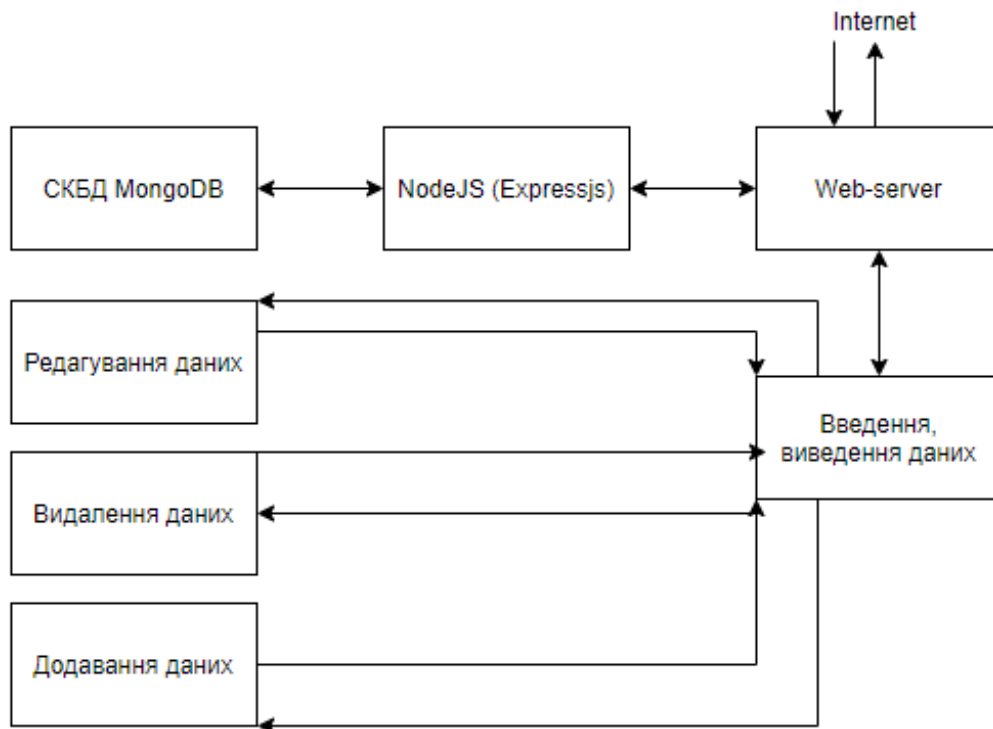 Internet
СКБД MongoDB
NodeJS (Expressjs)
Web-server
Редагування даних
Введення,
виведення даних
Видалення даних
Додавання даних